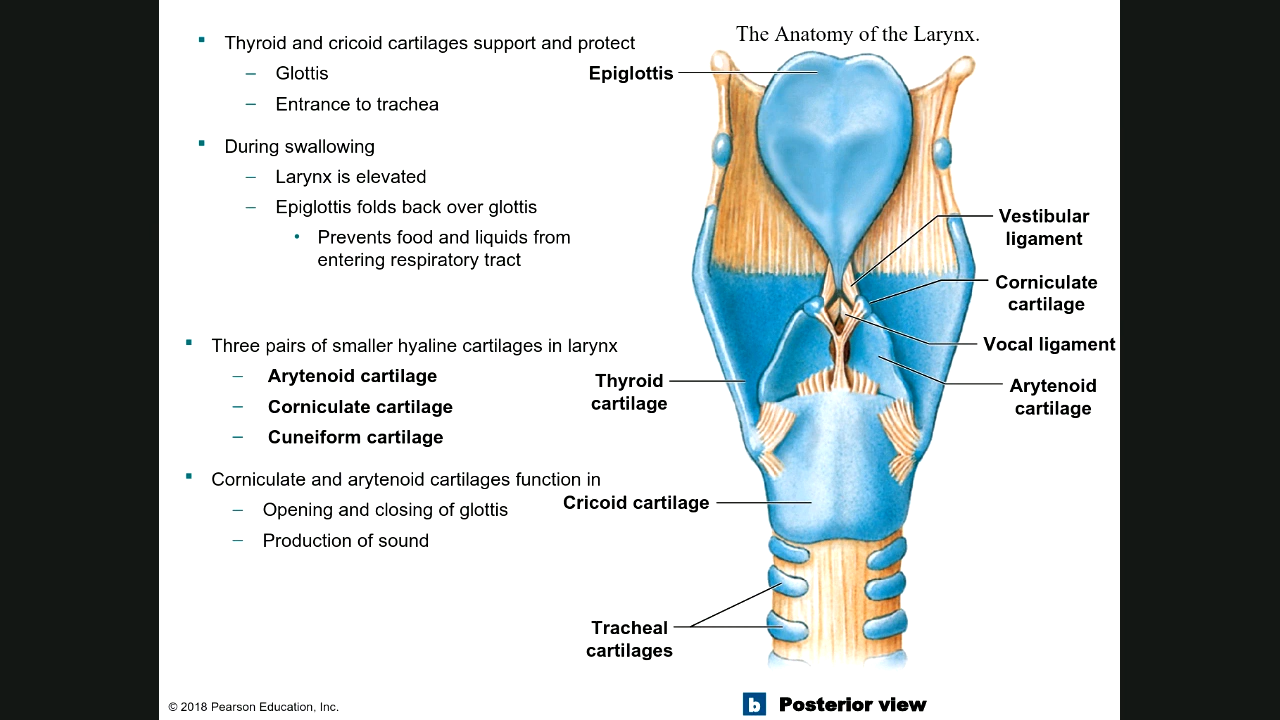 The Anatomy of the Larynx.
▪ Thyroid and cricoid cartilages support and protect
– Glottis
– Entrance to trachea
▪ During swallowing
– Larynx is elevated
– Epiglottis folds back over glottis
• Prevents food and liquids from
entering respiratory tract
▪ Three pairs of smaller hyaline cartilages in larynx
– Arytenoid cartilage
– Corniculate cartilage
– Cuneiform cartilage
▪ Corniculate and arytenoid cartilages function in
– Opening and closing of glottis
– Production of sound
Epiglottis
Vestibular
ligament
Corniculate
cartilage
Vocal ligament
Thyroid
cartilage
Arytenoid
cartilage
Cricoid cartilage
Tracheal
cartilages
b Posterior view
© 2018 Pearson Education, Inc.